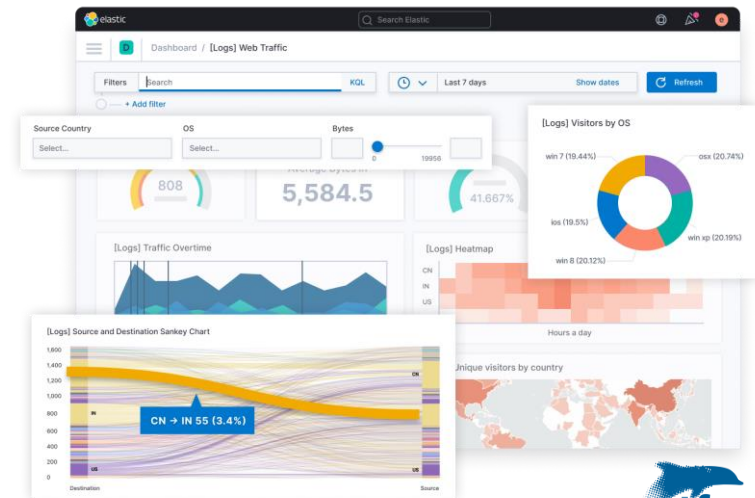 elastic
Search Elastic
e
D
Dashboard / [Logs] Web Traffic
Filters
Search
KQL
Last 7 days
Show dates
Refresh
+ Add filter
Source Country
OS
Bytes
Select...
Select...
0
19956
[Logs] Visitors by OS
win 7 (19.44%)
osx (20.74%)
ios (19.5%)
win xp (20.19%)
win 8 (20.12%)
808
Average Bytes In
5,584.5
41.667%
[Logs] Traffic Overtime
[Logs] Heatmap
CN
IN
US
Hours a day
[Logs] Source and Destination Sankey Chart
1,600
1,400
1,200
1,000
800
600
400
200
0
CN
IN
CN → IN 55 (3.4%)
US
US
Destination
Source
Unique visitors by country